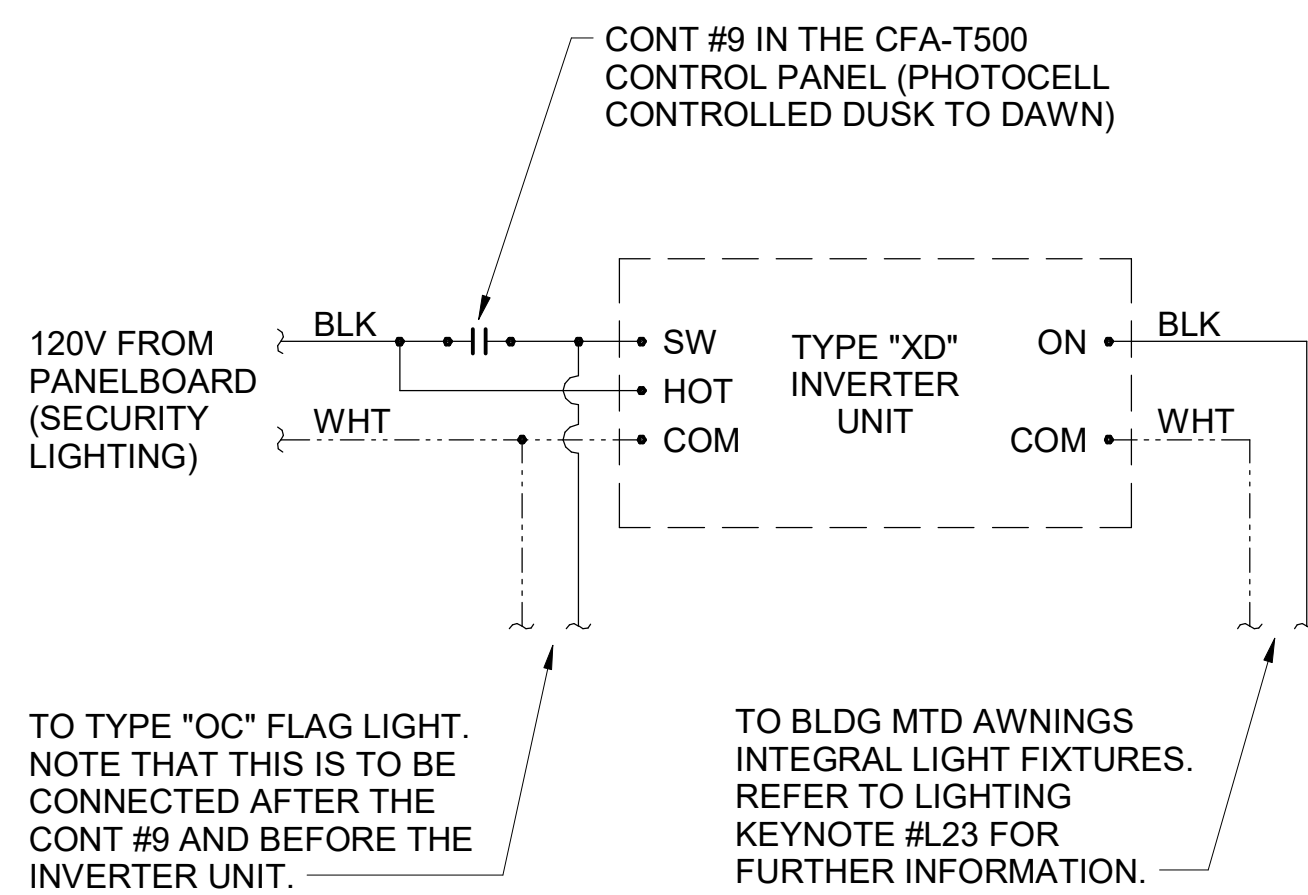 CONT #9 IN THE CFA-T500
CONTROL PANEL (PHOTOCELL
CONTROLLED DUSK TO DAWN)
120V FROM
PANELBOARD
(SECURITY
LIGHTING)
BLK
WHT
SW
HOT
COM
TYPE "XD"
INVERTER
UNIT
ON
COM
BLK
WHT
TO TYPE "OC" FLAG LIGHT.
NOTE THAT THIS IS TO BE
CONNECTED AFTER THE
CONT #9 AND BEFORE THE
INVERTER UNIT.
TO BLDG MTD AWNINGS
INTEGRAL LIGHT FIXTURES.
REFER TO LIGHTING
KEYNOTE #L23 FOR
FURTHER INFORMATION.